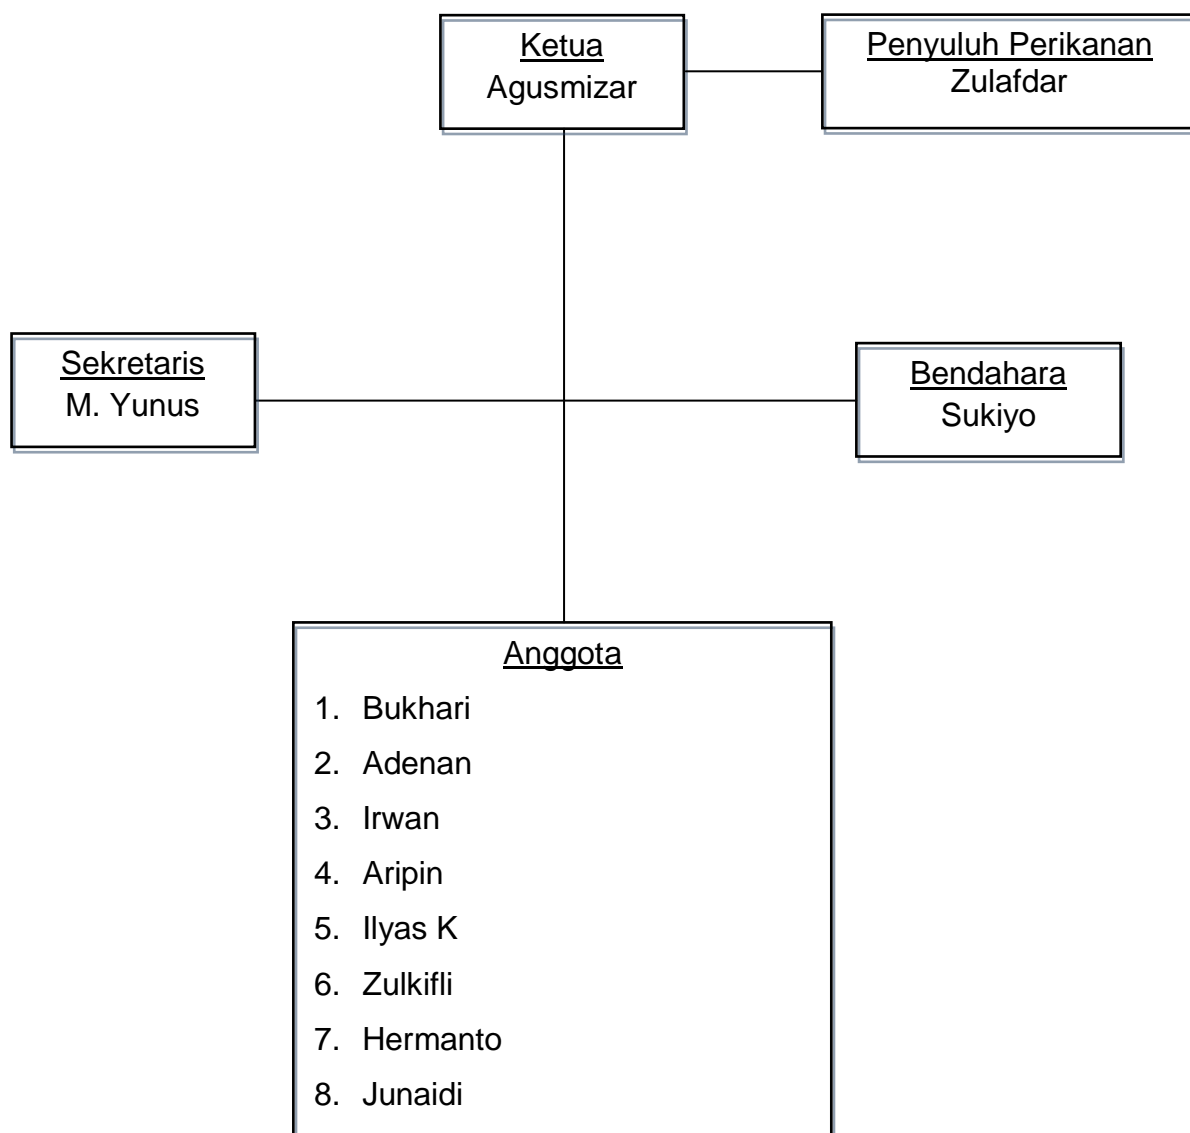 Ketua
Agusmizar
Penyuluh Perikanan
Zulafdar
Sekretaris
M. Yunus
Bendahara
Sukiyo
Anggota
1. Bukhari
2. Adenan
3. Irwan
4. Aripin
5. Ilyas K
6. Zulkifli
7. Hermanto
8. Junaidi